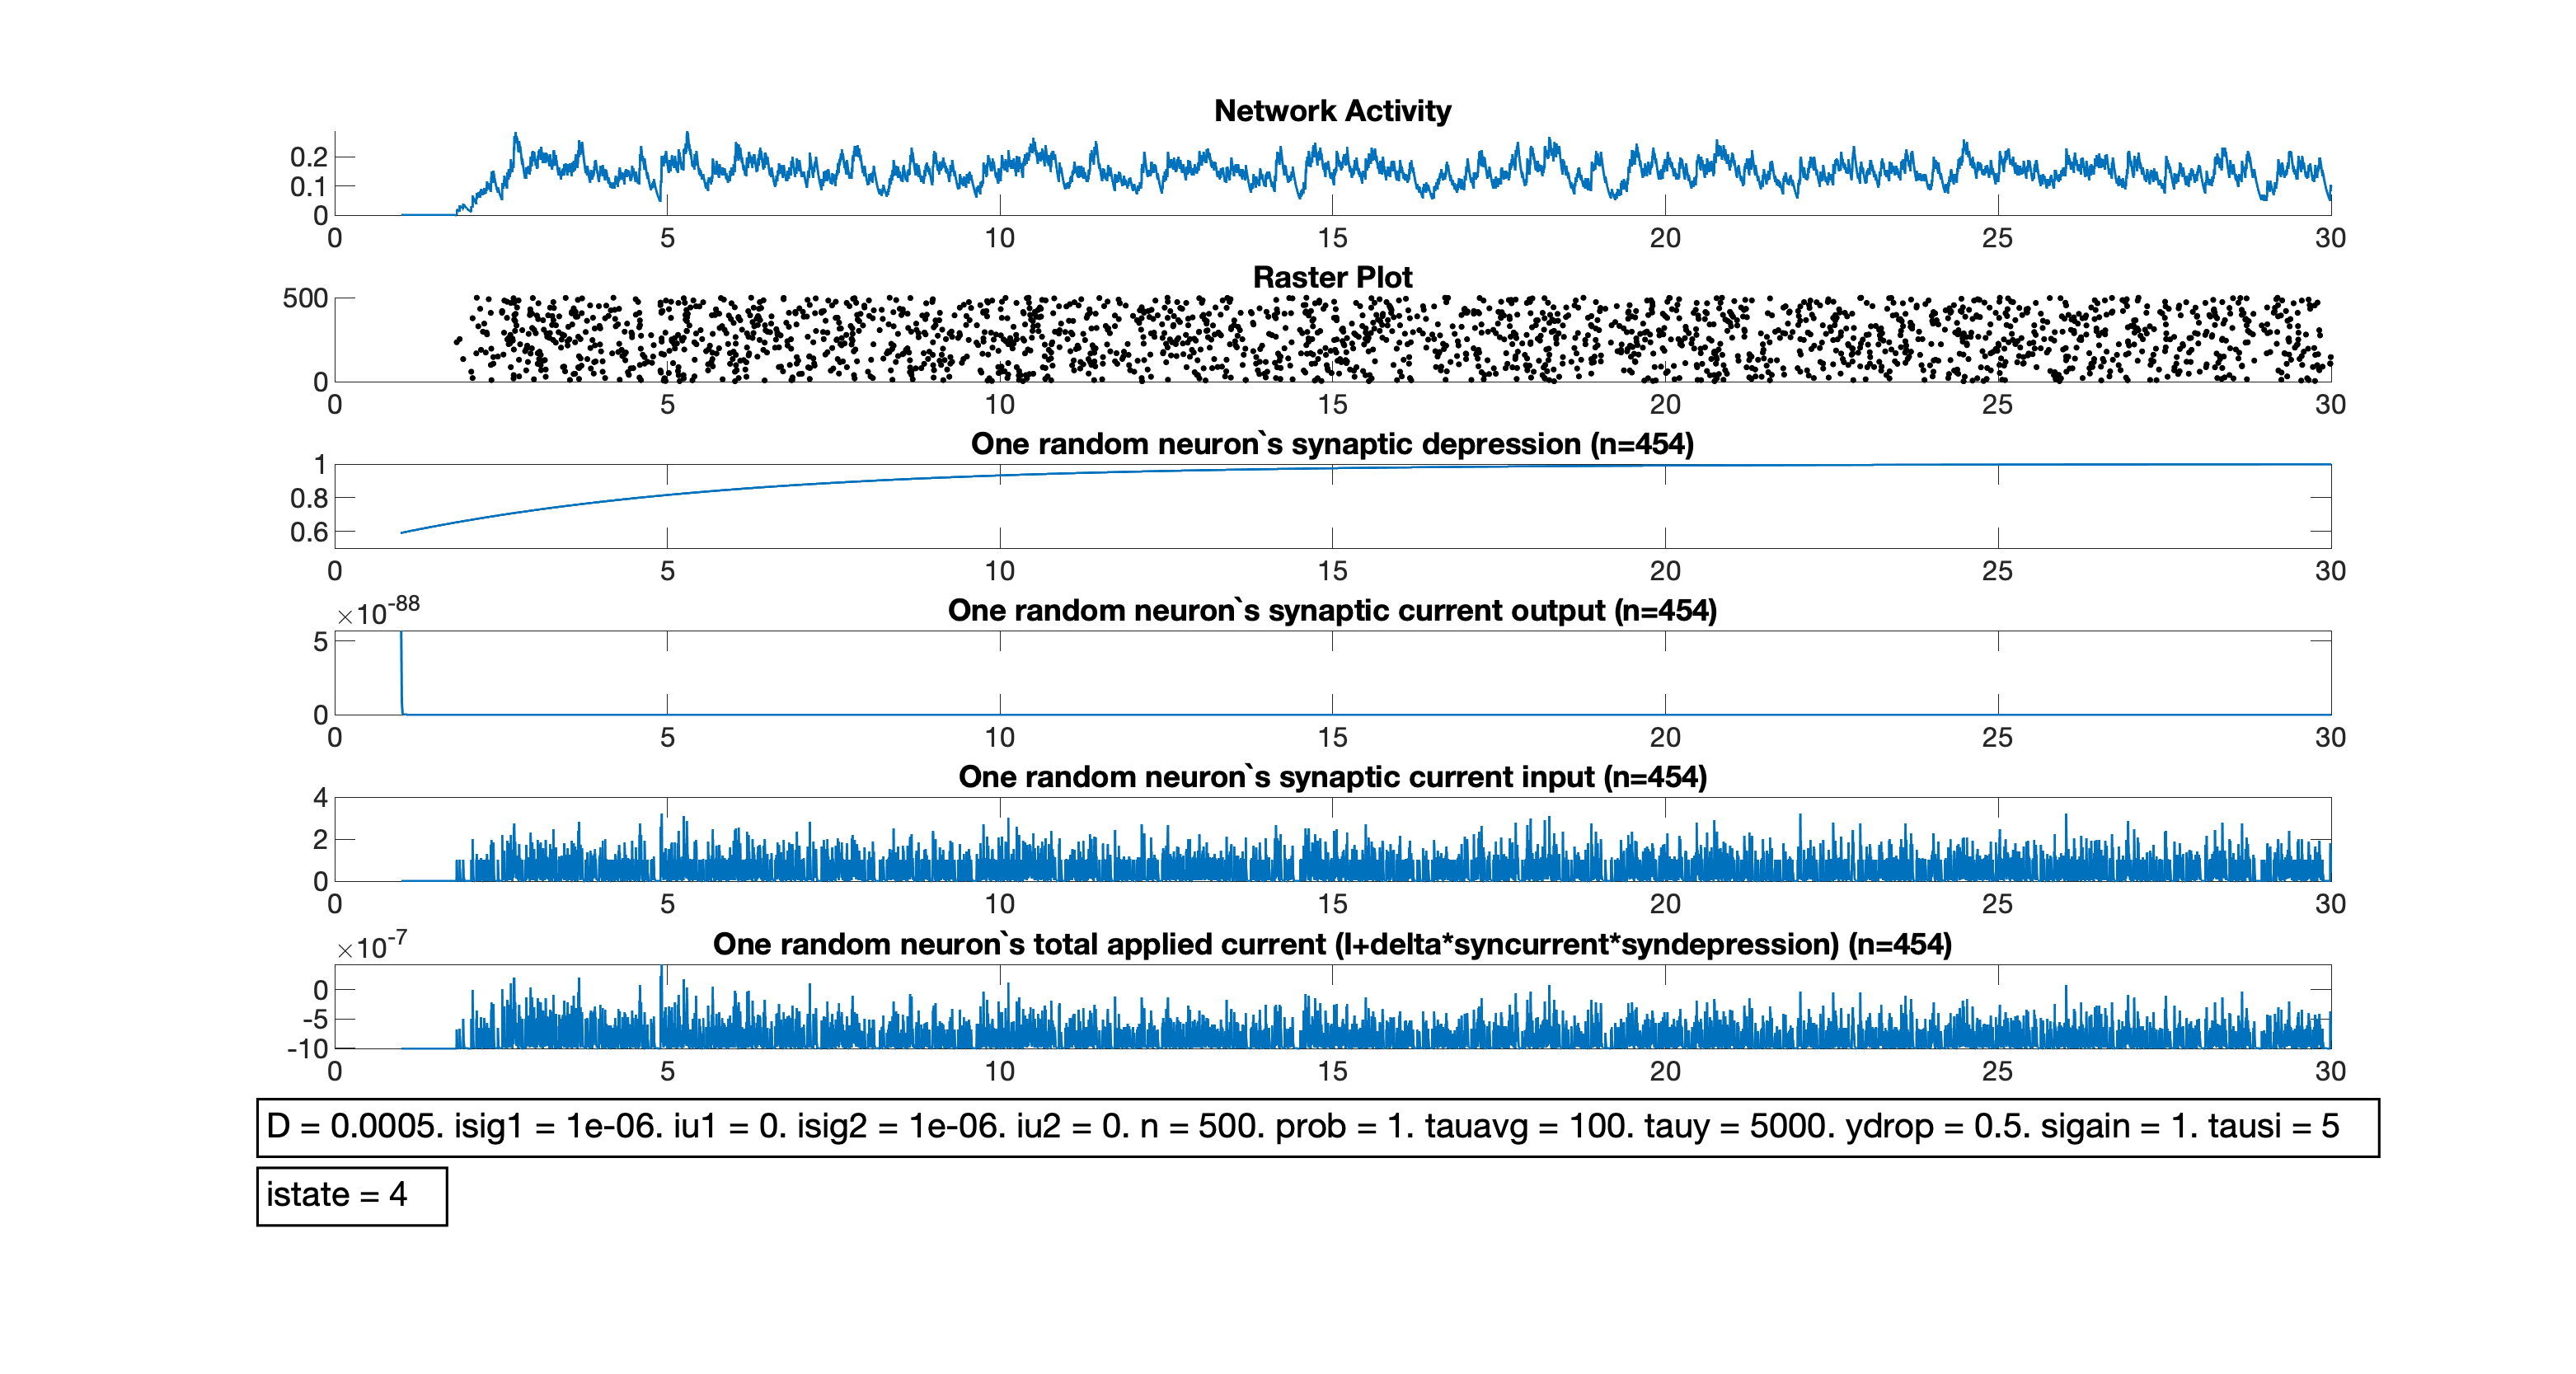 Network Activity
0.2
0.1
0
0 5 10 15 20 25 30
Raster Plot
500
0
0 5 10 15 20 25 30
One random neuron`s synaptic depression (n=454)
1
0.8
0.6
0 5 10 15 20 25 30
×10^-88
One random neuron`s synaptic current output (n=454)
5
0
0 5 10 15 20 25 30
One random neuron`s synaptic current input (n=454)
4
2
0
0 5 10 15 20 25 30
×10^-7
One random neuron`s total applied current (I+delta*syncurrent*syndepression) (n=454)
0
-5
-10
0 5 10 15 20 25 30
D = 0.0005. isig1 = 1e-06. iu1 = 0. isig2 = 1e-06. iu2 = 0. n = 500. prob = 1. tauavg = 100. tauy = 5000. ydrop = 0.5. sigain = 1. tausi = 5
istate = 4